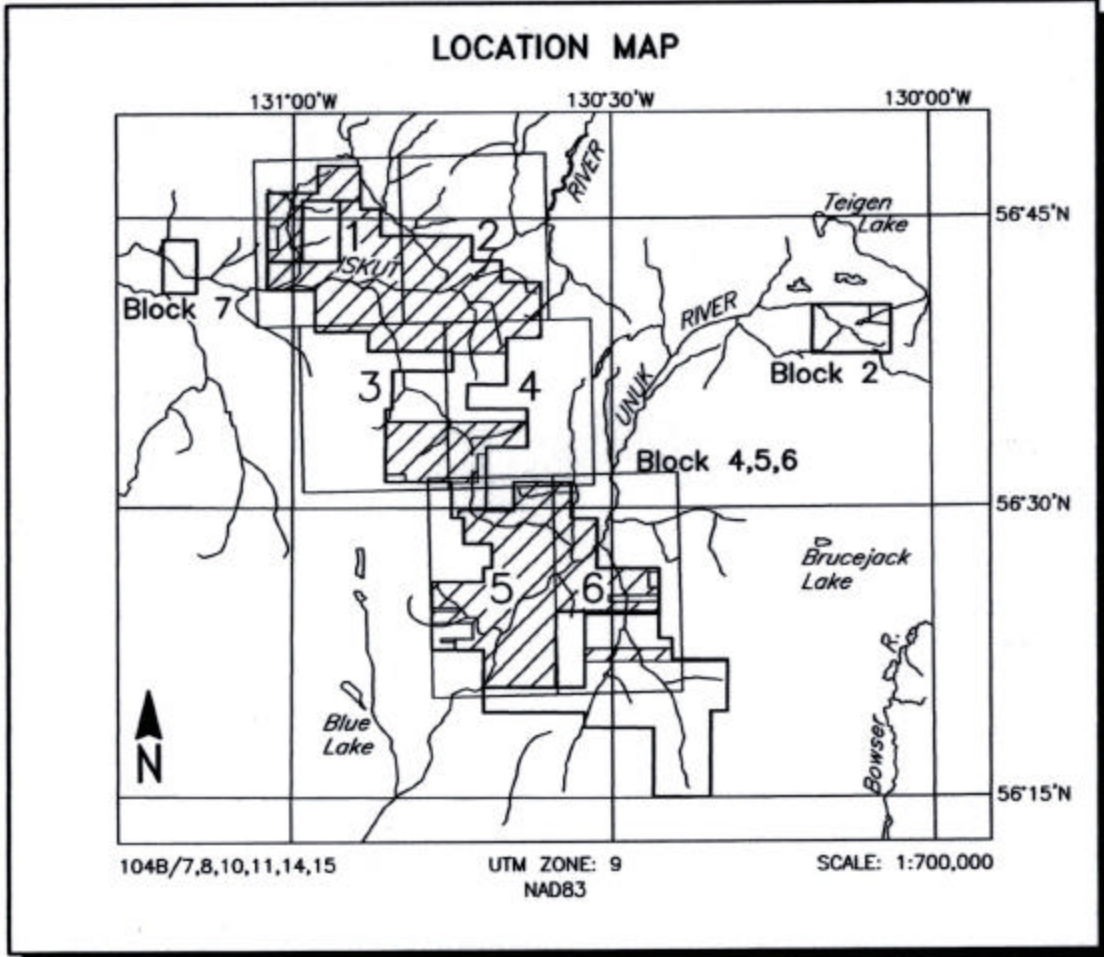 LOCATION MAP
131°00'W
130°30'W
130°00'W
RIVER
Teigen
Lake
56°45'N
1
2
ISKUT
Block 7
RIVER
Block 2
3
4
UNUK
Block 4,5,6
56°30'N
Brucejack
Lake
5
6
Blue
Lake
Bowser R.
N
56°15'N
104B/7,8,10,11,14,15
UTM ZONE: 9
SCALE: 1:700,000
NAD83